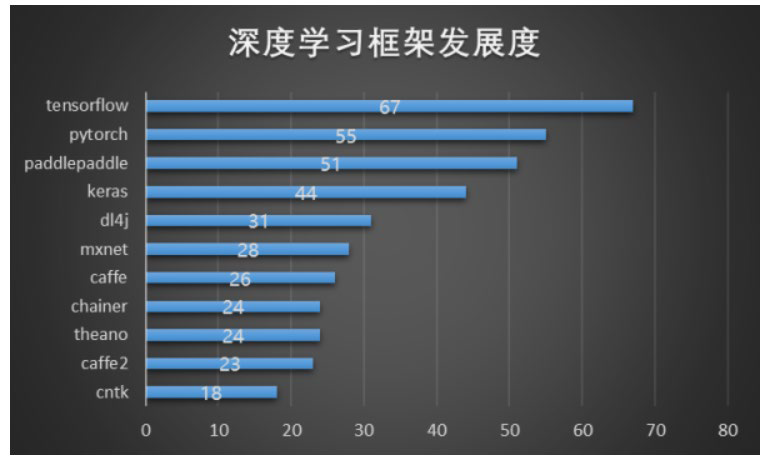 深度学习框架发展度
tensorflow 67
pytorch 55
paddlepaddle 51
keras 44
dl4j 31
mxnet 28
caffe 26
chainer 24
theano 24
caffe2 23
cntk 18
0 10 20 30 40 50 60 70 80